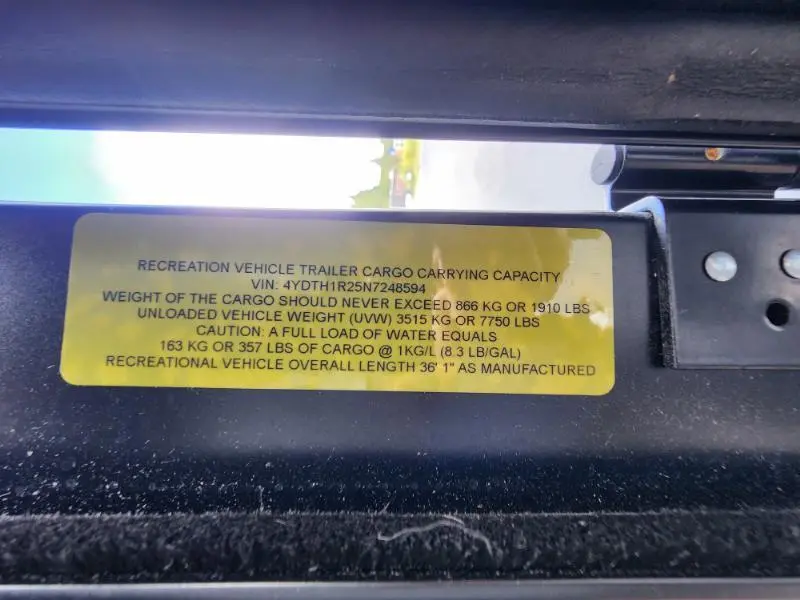 RECREATION VEHICLE TRAILER CARGO CARRYING CAPACITY
VIN: 4YDTH1R25N7248594
WEIGHT OF THE CARGO SHOULD NEVER EXCEED 866 KG OR 1910 LBS
UNLOADED VEHICLE WEIGHT (UVW) 3515 KG OR 7750 LBS
CAUTION: A FULL LOAD OF WATER EQUALS
163 KG OR 357 LBS OF CARGO @ 1KG/L (8.3 LB/GAL)
RECREATIONAL VEHICLE OVERALL LENGTH 36' 1" AS MANUFACTURED